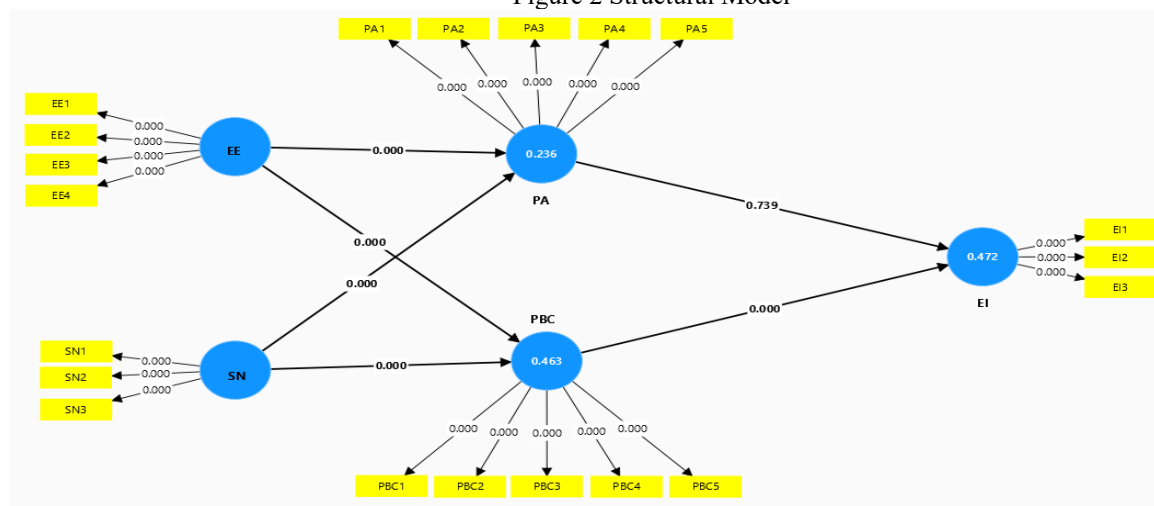 Figure 2 Structural Model
PA1 PA2 PA3 PA4 PA5
0.000 0.000 0.000 0.000 0.000
EE1
EE2
EE3
EE4
0.000
0.000
0.000
0.000
EE
0.000
0.236
PA
0.739
0.000
0.000
EI1
EI2
EI3
0.000
0.000
0.000
0.472
EI
PBC
0.000
SN1
SN2
SN3
0.000
0.000
0.000
SN
0.000
0.463
0.000 0.000 0.000 0.000 0.000
PBC1 PBC2 PBC3 PBC4 PBC5